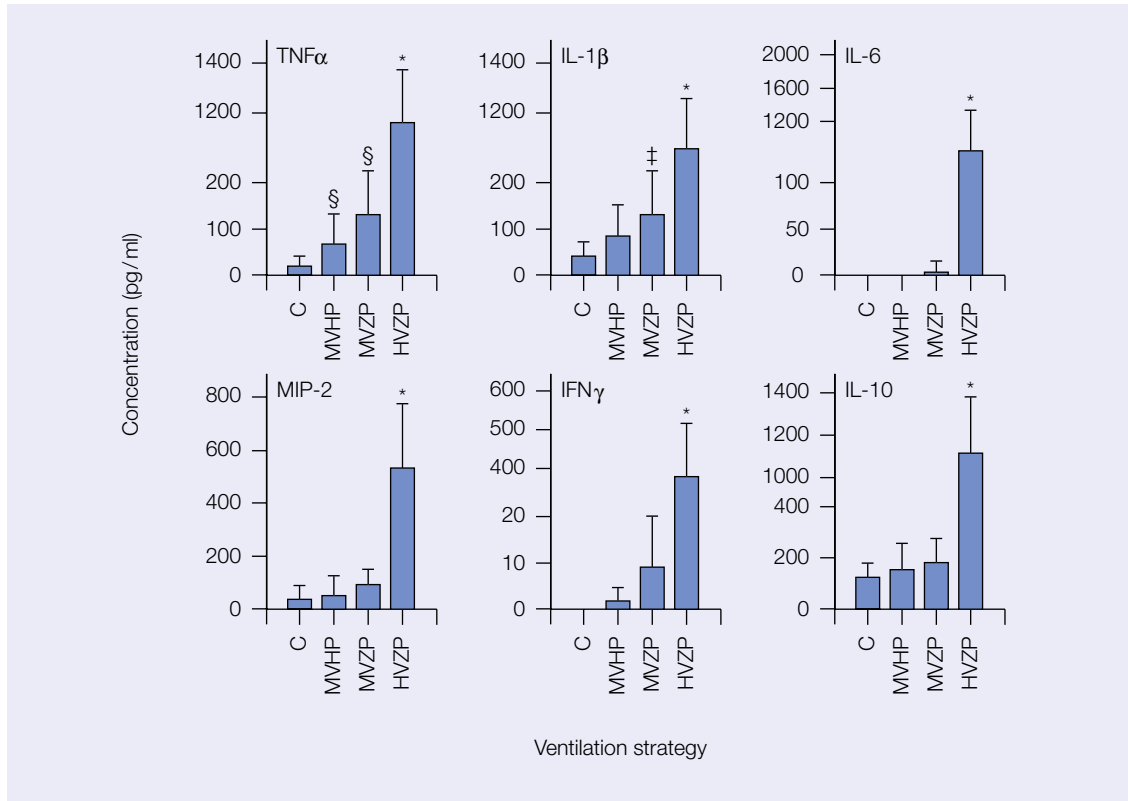 Concentration (pg/ml)
TNFα
1400
1200
200
100
0
§
§
*
C
MVHP
MVZP
HVZP
IL-1β
1400
1200
200
100
0
‡
*
C
MVHP
MVZP
HVZP
IL-6
2000
1600
1200
100
50
0
*
C
MVHP
MVZP
HVZP
MIP-2
800
600
400
200
0
*
C
MVHP
MVZP
HVZP
IFNγ
600
500
400
20
10
0
*
C
MVHP
MVZP
HVZP
IL-10
1400
1200
1000
400
200
0
*
C
MVHP
MVZP
HVZP
Ventilation strategy